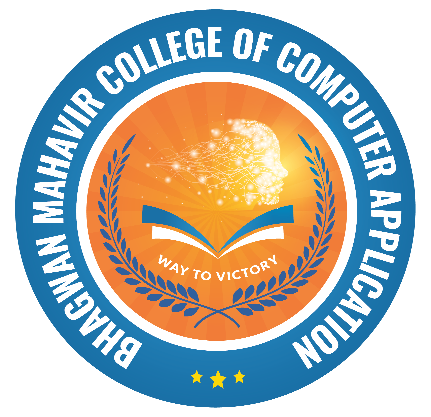 BHAGWAN MAHAVIR COLLEGE OF COMPUTER APPLICATION
WAY TO VICTORY